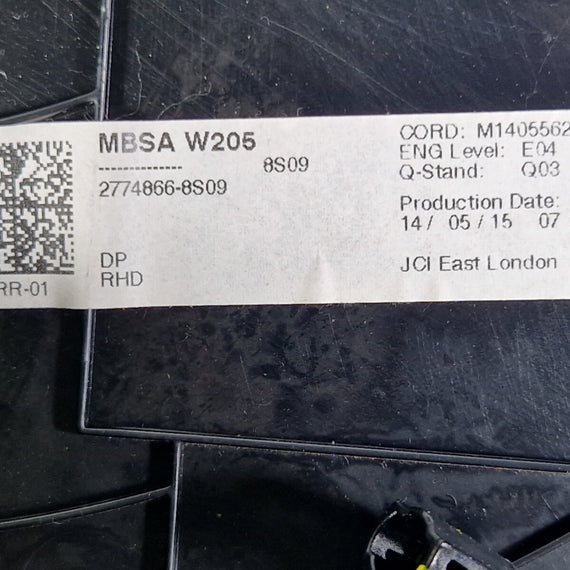 MBSA W205
--------------
8S09
2774866-8S09
DP
RHD
RR-01
CORD: M1405562
ENG Level: E04
Q-Stand: Q03
Production Date:
14/ 05/15 07
JCI East London